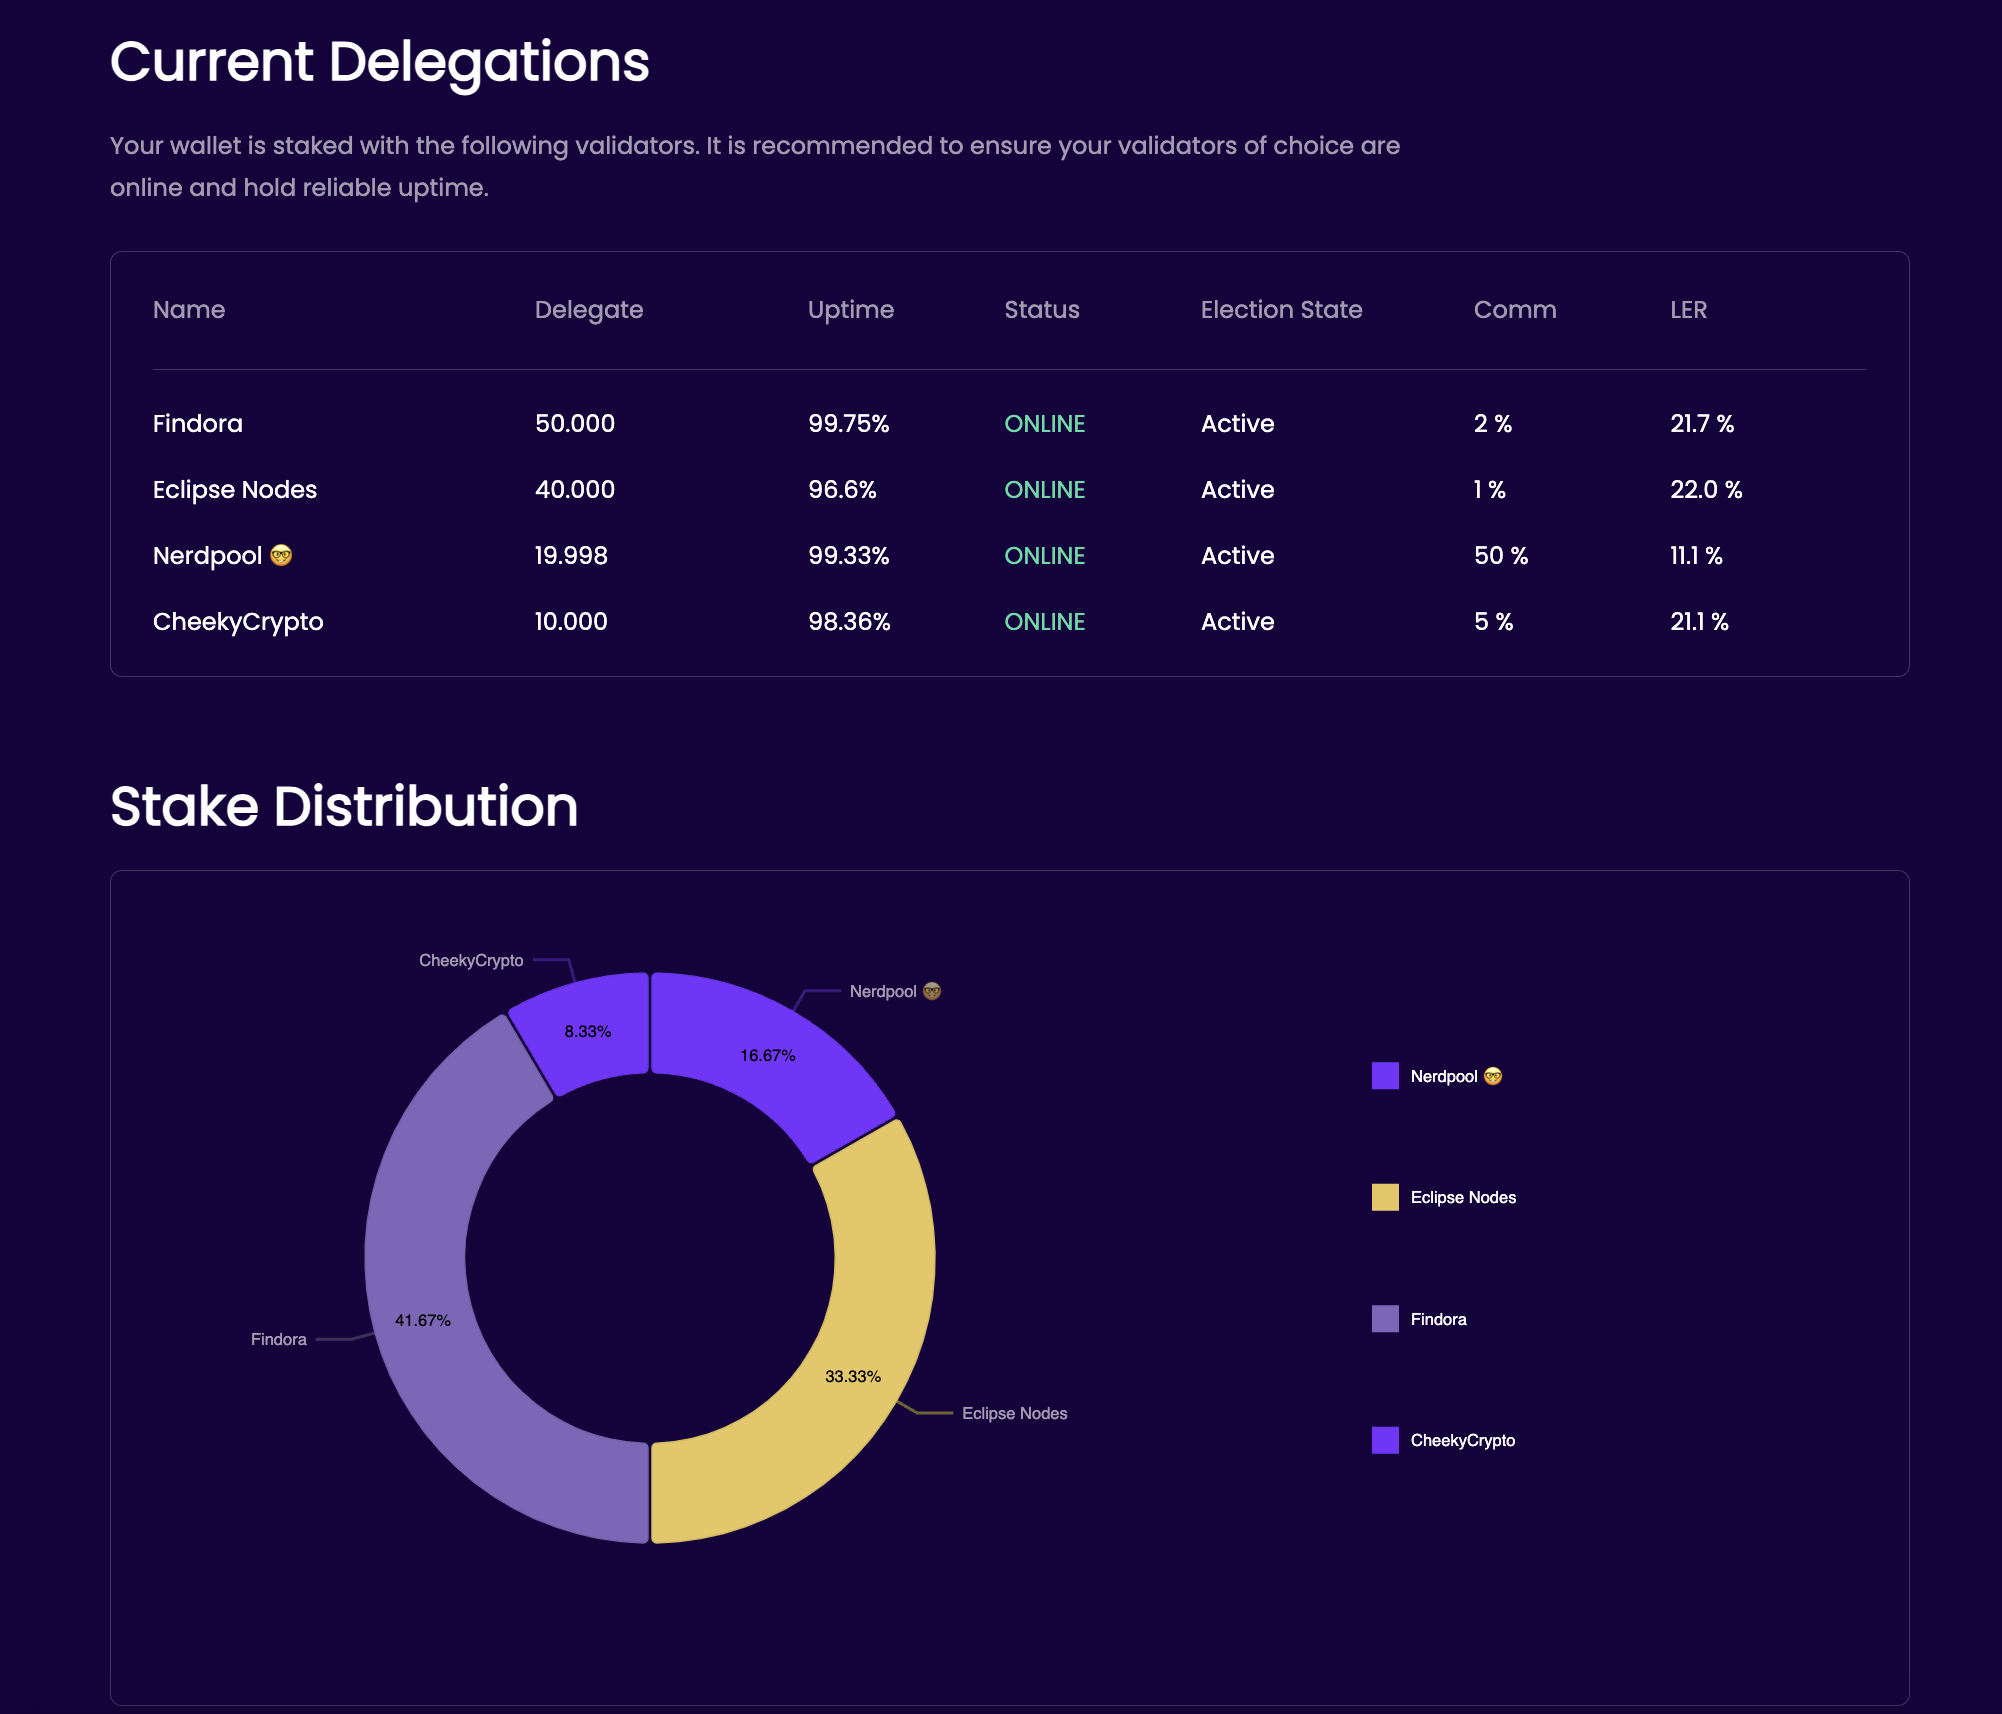 Current Delegations
Your wallet is staked with the following validators. It is recommended to ensure your validators of choice are
online and hold reliable uptime.
Name Delegate Uptime Status Election State Comm LER
Findora 50.000 99.75% ONLINE Active 2 % 21.7 %
Eclipse Nodes 40.000 96.6% ONLINE Active 1 % 22.0 %
Nerdpool 🤓 19.998 99.33% ONLINE Active 50 % 11.1 %
CheekyCrypto 10.000 98.36% ONLINE Active 5 % 21.1 %
Stake Distribution
CheekyCrypto
Nerdpool 🤓
8.33%
16.67%
Nerdpool 🤓
Eclipse Nodes
41.67%
Findora
Findora
33.33%
Eclipse Nodes
CheekyCrypto